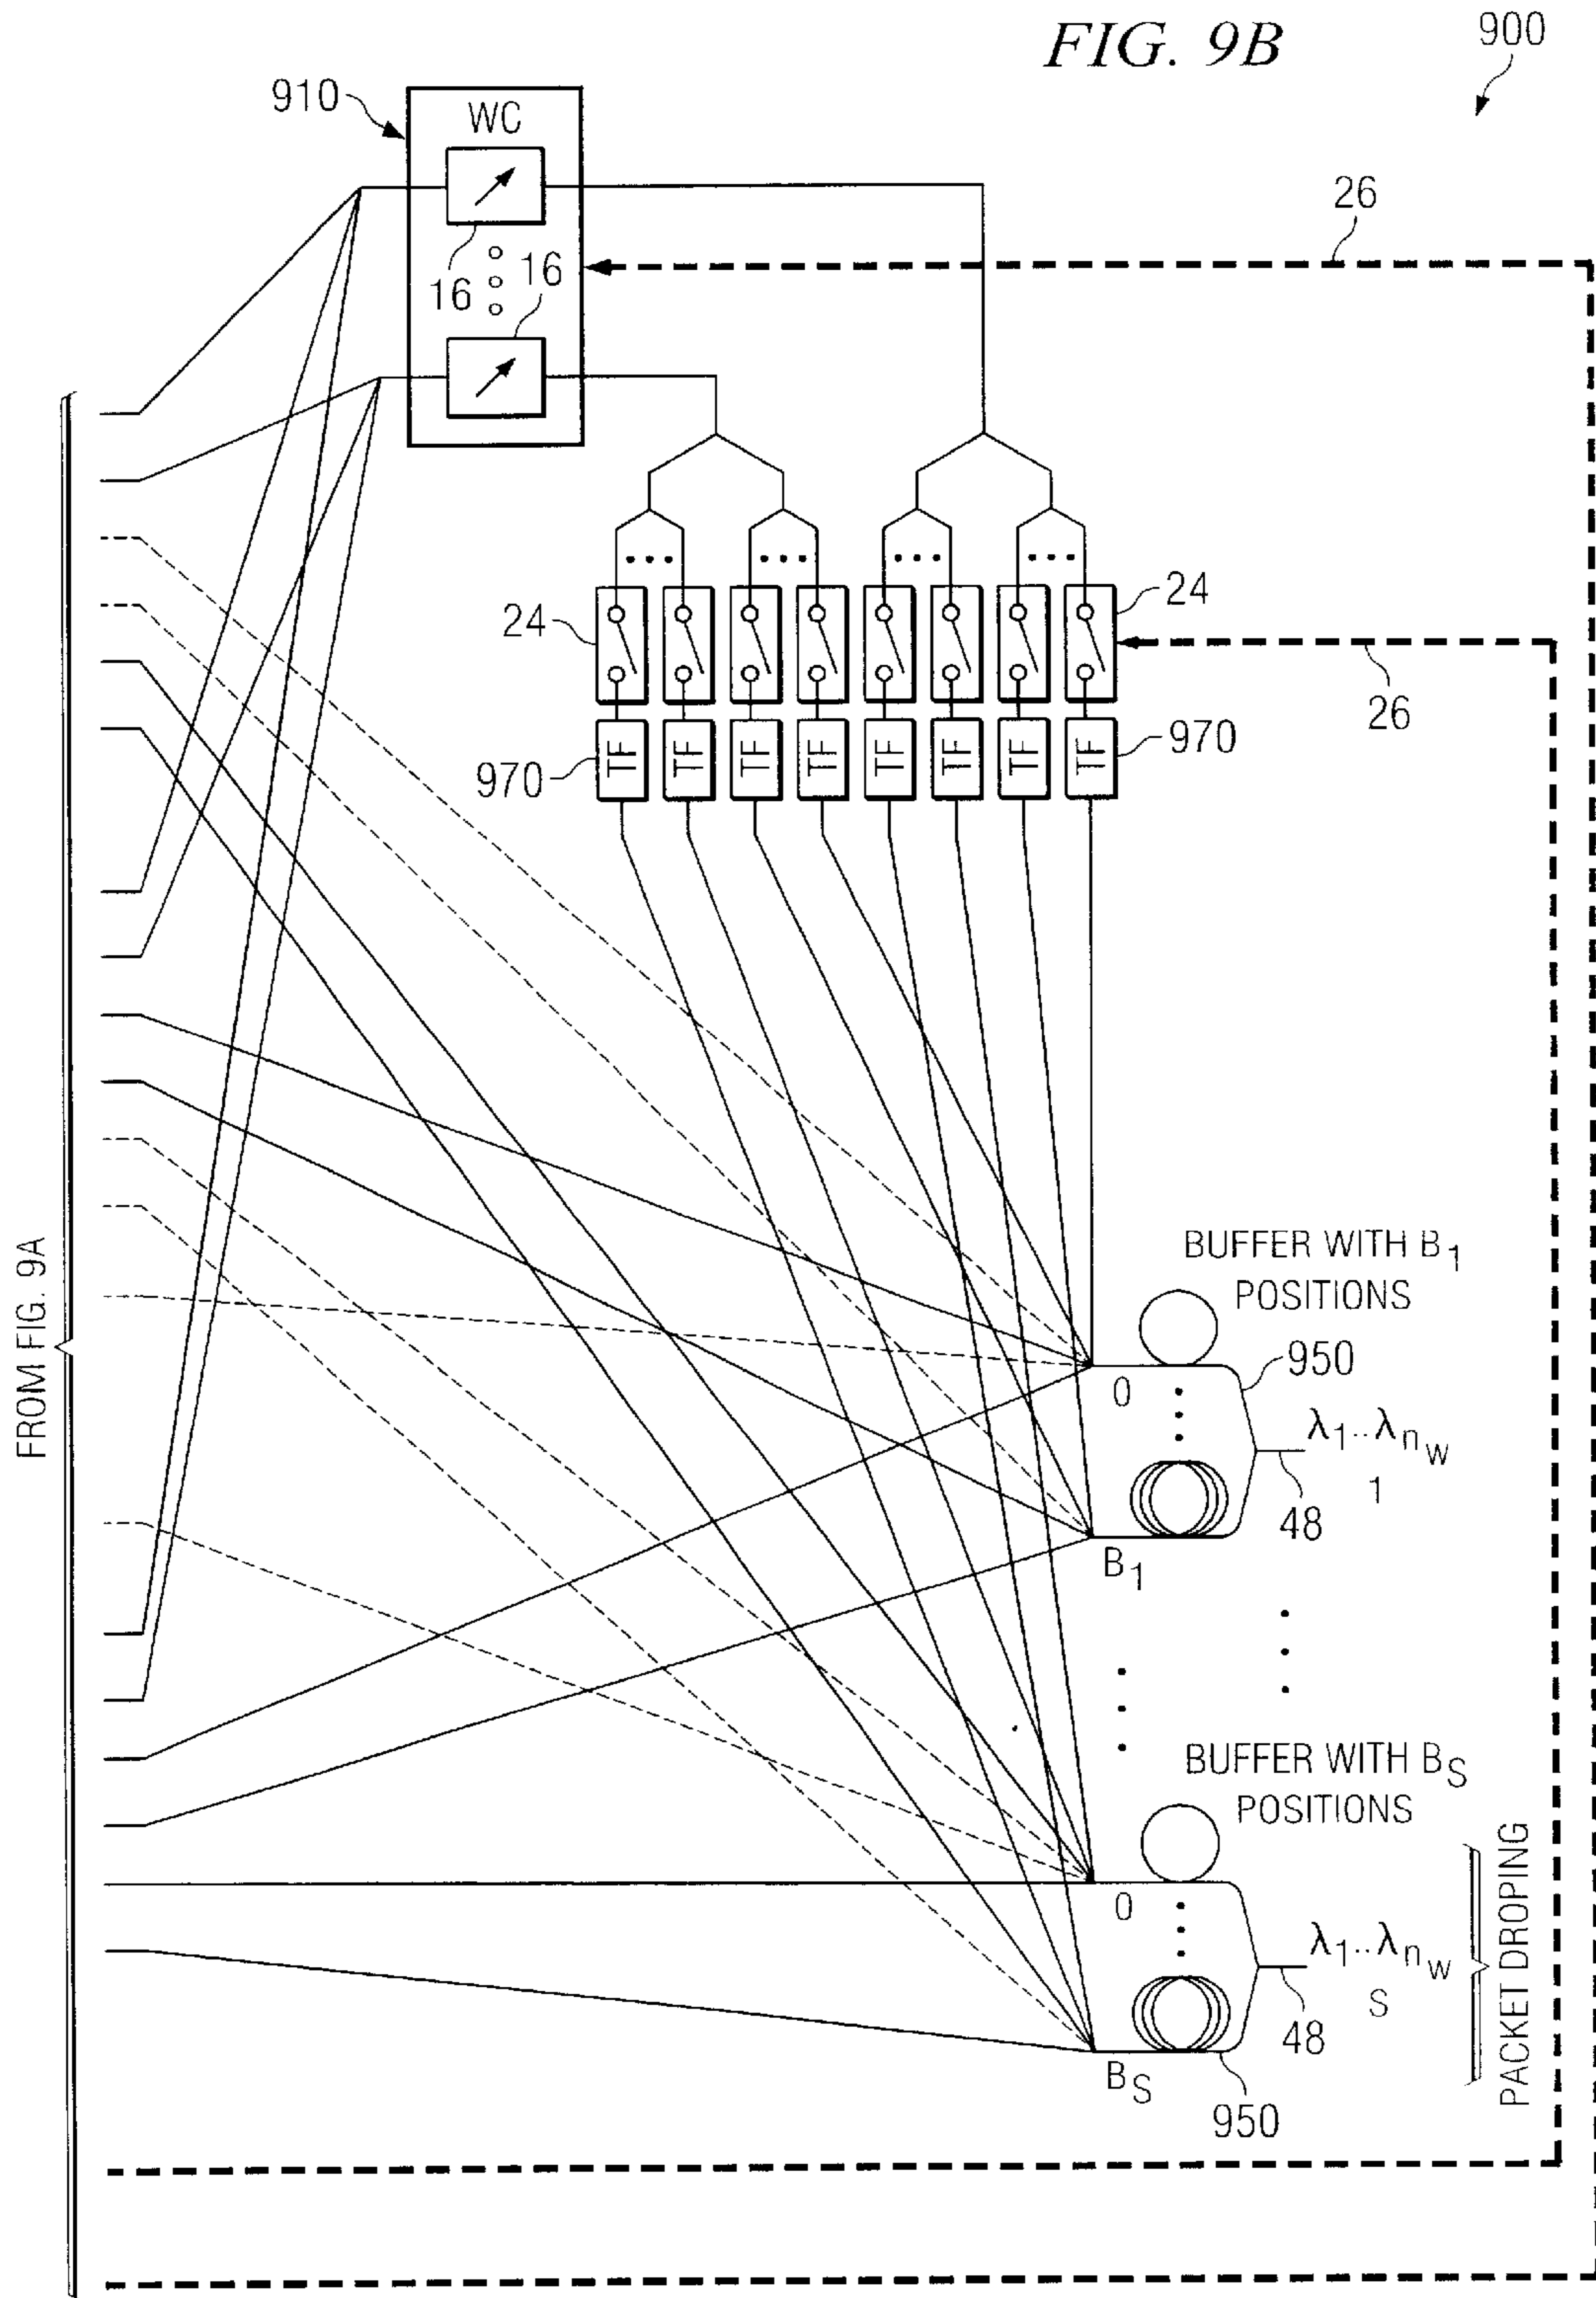 FIG. 9B
900
910
WC
16
16
26
24
24
26
970
TF TF TF TF TF TF TF TF
970
FROM FIG. 9A
BUFFER WITH B1
POSITIONS
950
0
λ1..λnw
1
48
B1
BUFFER WITH BS
POSITIONS
0
λ1..λnw
S
48
BS
950
PACKET DROPING